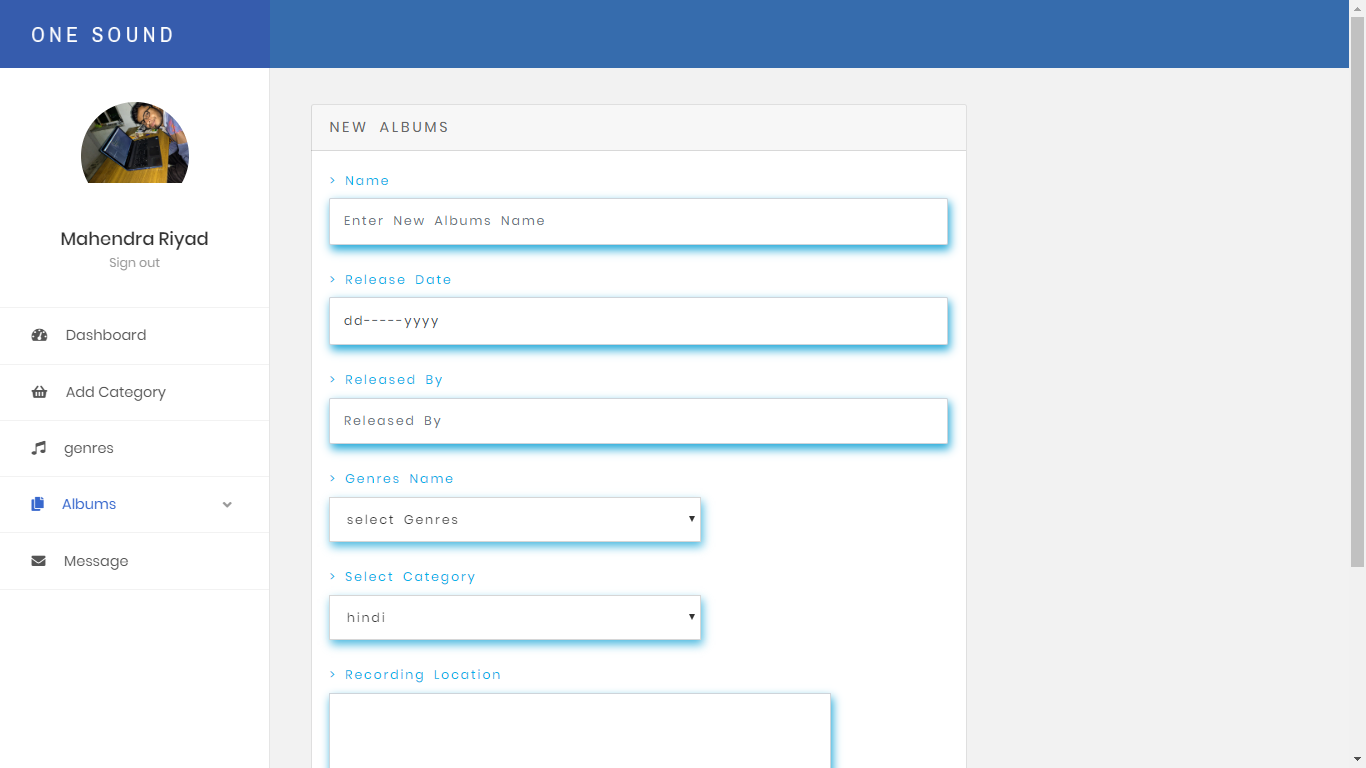 ONE SOUND
Mahendra Riyad
Sign out
Dashboard
Add Category
genres
Albums
Message
NEW ALBUMS
> Name
Enter New Albums Name
> Release Date
dd-----yyyy
> Released By
Released By
> Genres Name
select Genres
> Select Category
hindi
> Recording Location